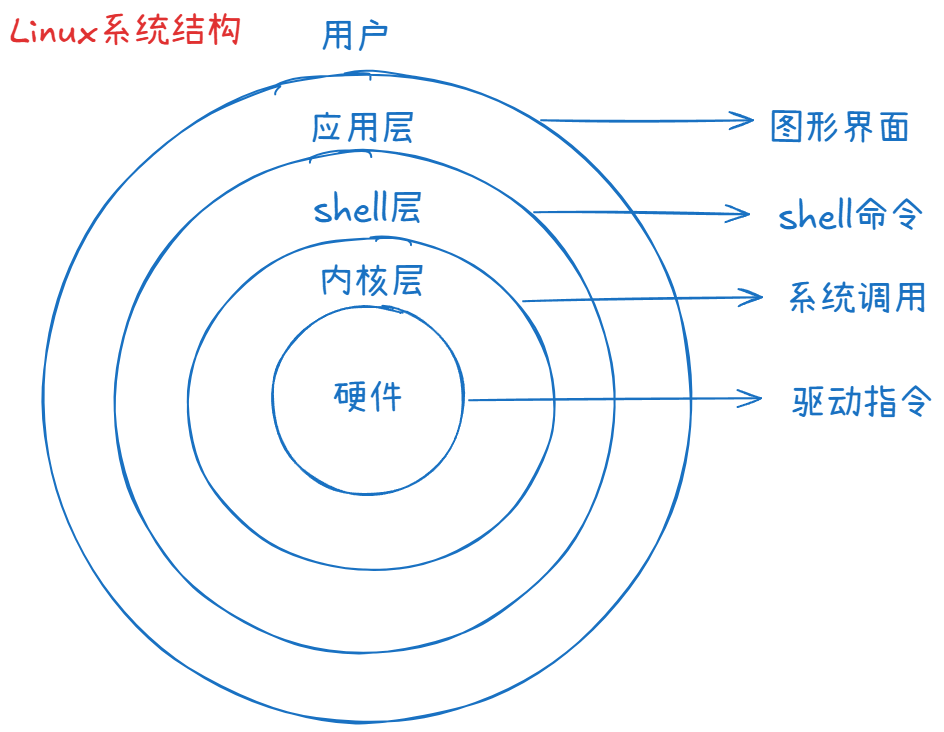 Linux系统结构
用户
应用层
图形界面
shell层
shell命令
内核层
系统调用
硬件
驱动指令